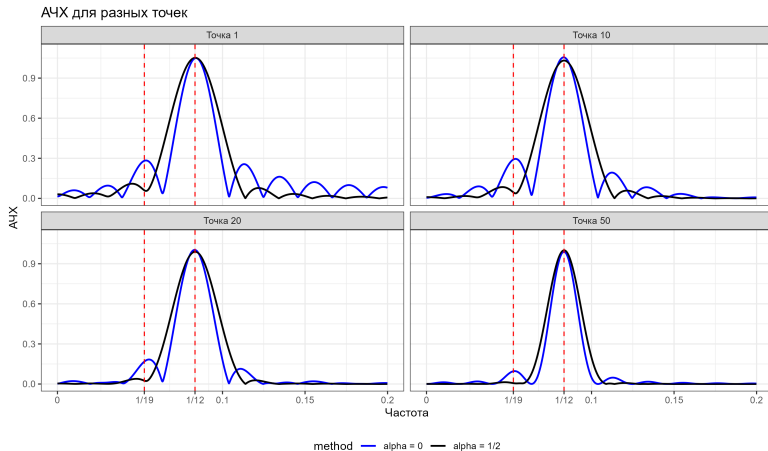 АЧХ для разных точек
Точка 1
Точка 10
0.9
0.6
0.3
0.0
Точка 20
Точка 50
0.9
0.6
0.3
0.0
АЧХ
0 1/19 1/12 0.1 0.15 0.2
0 1/19 1/12 0.1 0.15 0.2
Частота
method alpha = 0 alpha = 1/2